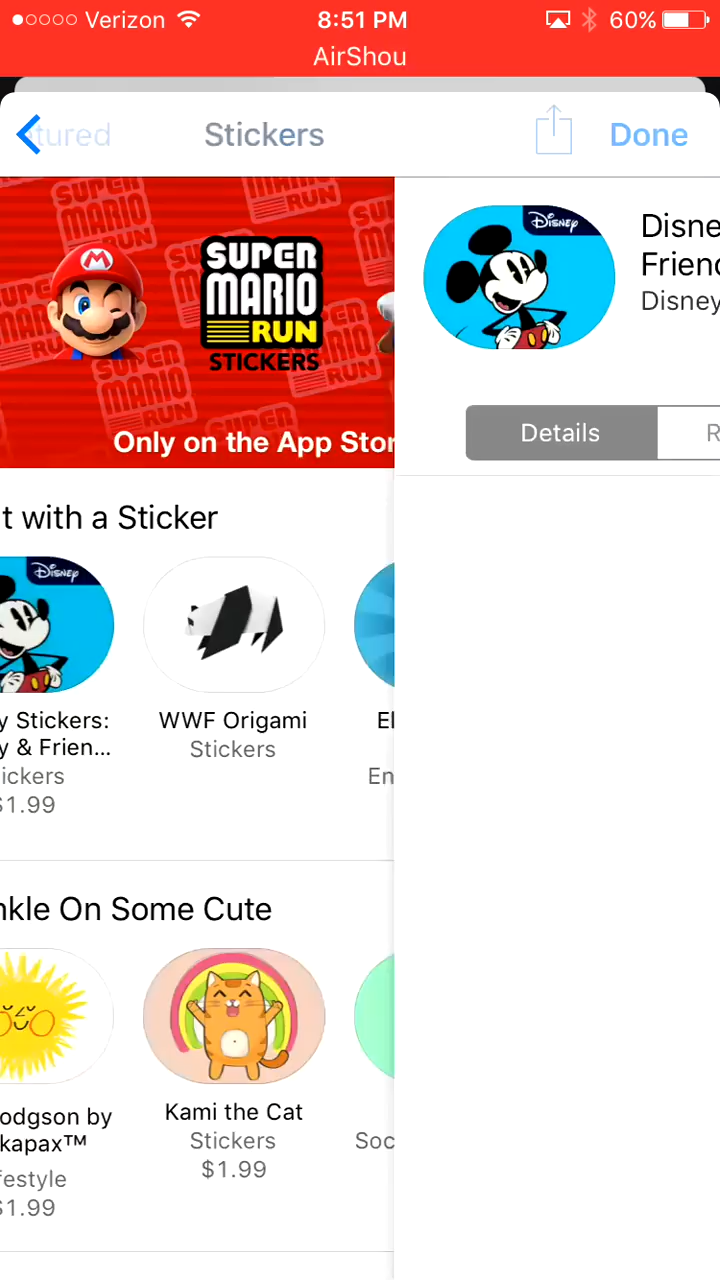 Verizon 8:51 PM 60%
AirShou
tured Stickers Done
SUPER
MARIO
RUN
STICKERS
Only on the App Stor
Disney
Disne
Frien
Disney
Details R
t with a Sticker
Disney
y Stickers:
y & Frien...
ickers
$1.99
WWF Origami
Stickers
El
En
nkle On Some Cute
odgson by
kapax™
festyle
$1.99
Kami the Cat
Stickers
$1.99
Soc